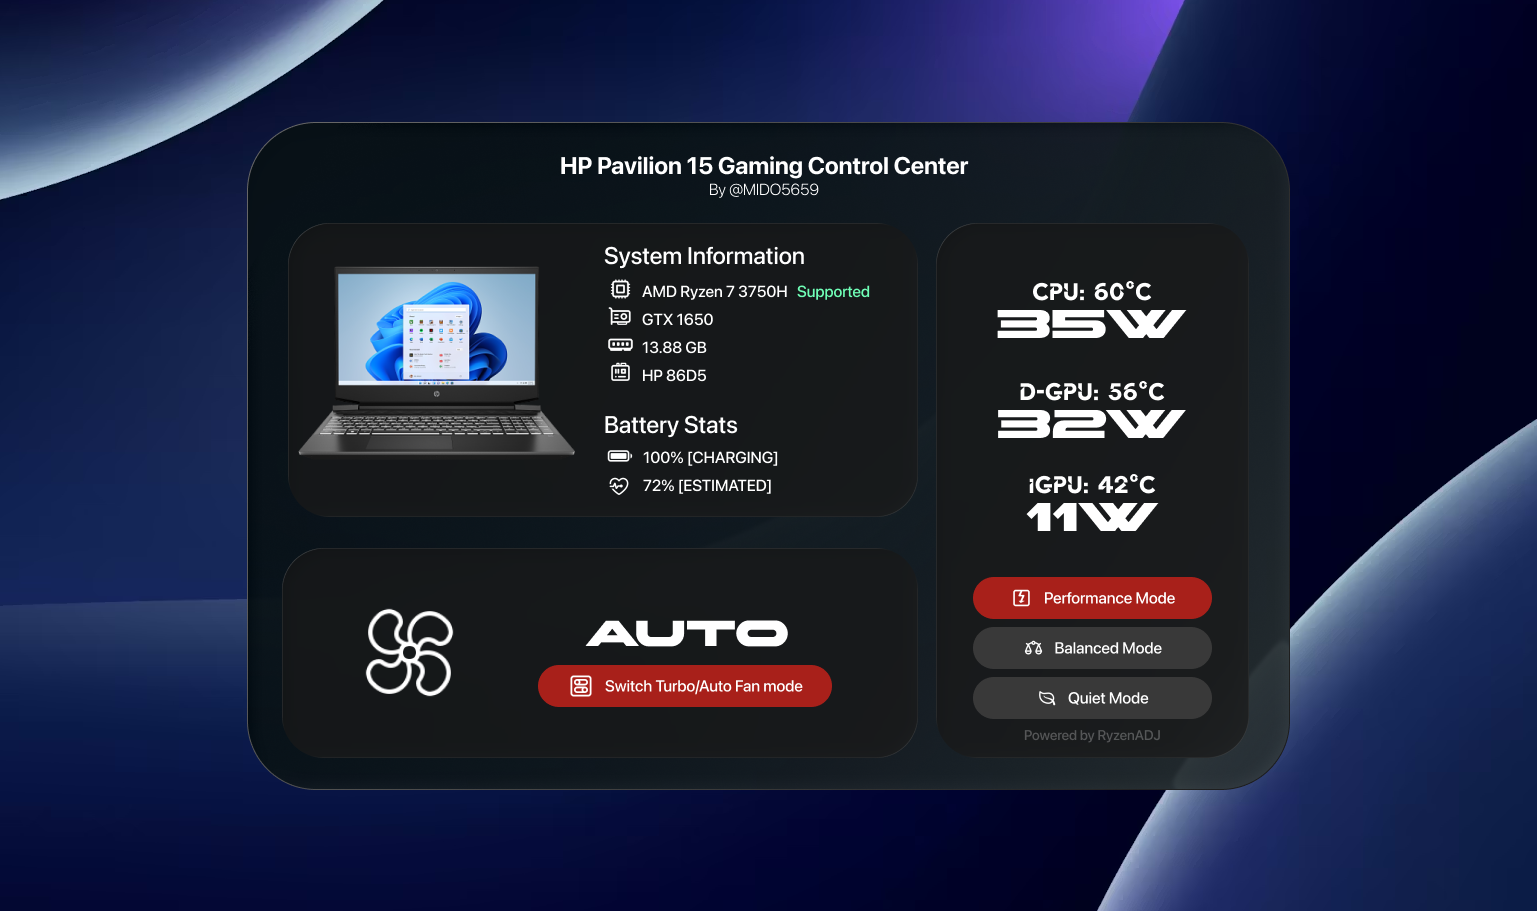 HP Pavilion 15 Gaming Control Center
By @MIDO5659
System Information
AMD Ryzen 7 3750H Supported
GTX 1650
13.88 GB
HP 86D5
Battery Stats
100% [CHARGING]
72% [ESTIMATED]
AUTO
Switch Turbo/Auto Fan mode
CPU: 60°C
35W
D-GPU: 56°C
32W
iGPU: 42°C
11W
Performance Mode
Balanced Mode
Quiet Mode
Powered by RyzenADJ